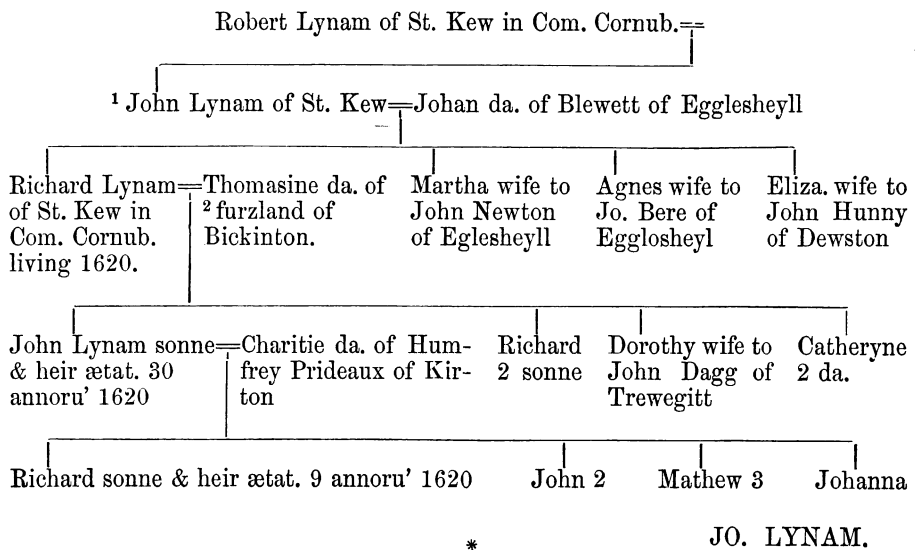 Robert Lynam of St. Kew in Com. Cornub.==
¹ John Lynam of St. Kew=Johan da. of Blewett of Egglesheyll
Richard Lynam=
of St. Kew in
Com. Cornub.
living 1620.
Thomasine da. of
² furzland of
Bickinton.
Martha wife to
John Newton
of Eglesheyll
Agnes wife to
Jo. Bere of
Egglosheyl
Eliza. wife to
John Hunny
of Dewston
John Lynam sonne=
& heir ætat. 30
annoru' 1620
Charitie da. of Hum-
frey Prideaux of Kir-
ton
Richard
2 sonne
Dorothy wife to
John Dagg of
Trewegitt
Catheryne
2 da.
Richard sonne & heir ætat. 9 annoru' 1620
John 2
Mathew 3
Johanna
JO. LYNAM.
*